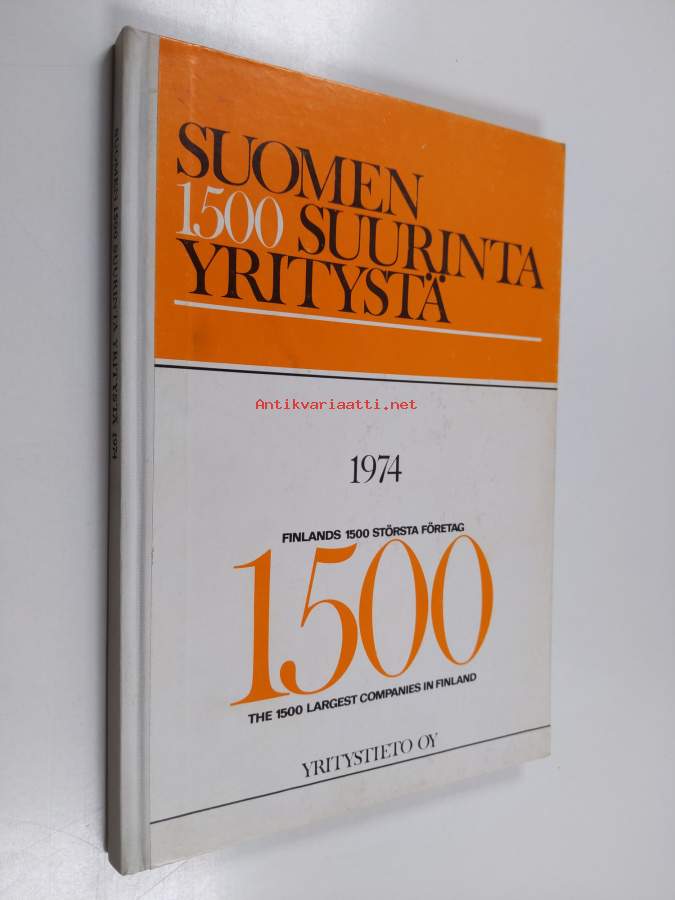 SUOMEN
1500 SUURINTA
YRITYSTÄ
Antikvariaatti.net
1974
FINLANDS 1500 STÖRSTA FÖRETAG
1500
THE 1500 LARGEST COMPANIES IN FINLAND
YRITYSTIETO OY
SUOMEN 1500 SUURINTA YRITYSTÄ 1974